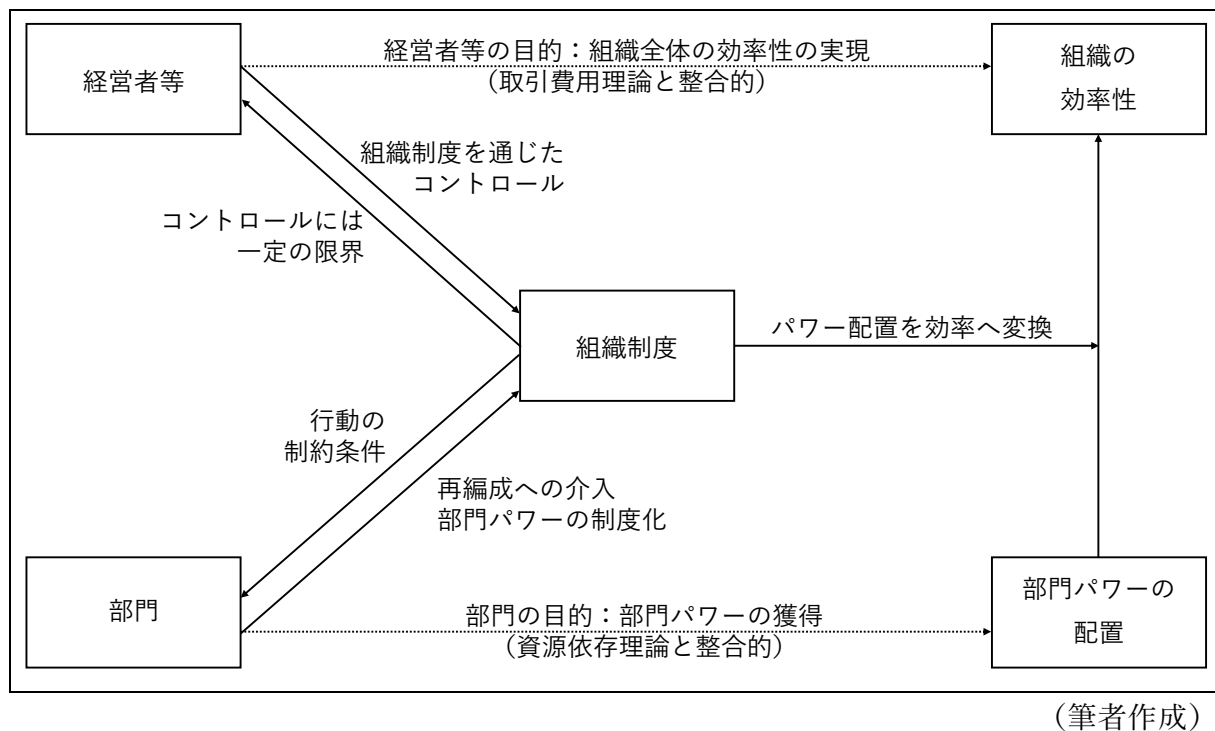 経営者等
経営者等の目的：組織全体の効率性の実現
（取引費用理論と整合的）
組織の
効率性
組織制度を通じた
コントロール
コントロールには
一定の限界
組織制度
パワー配置を効率へ変換
行動の
制約条件
再編成への介入
部門パワーの制度化
部門
部門の目的：部門パワーの獲得
（資源依存理論と整合的）
部門パワーの
配置
（筆者作成）